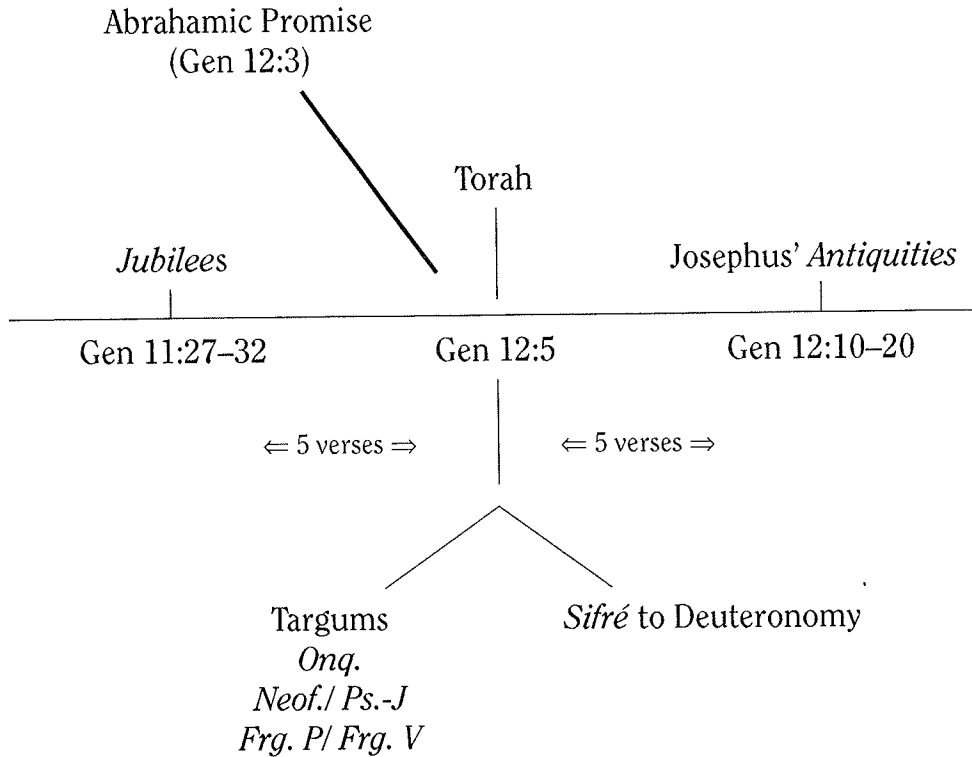 Abrahamic Promise
(Gen 12:3)
Torah
Jubilees
Josephus’ Antiquities
Gen 11:27–32
Gen 12:5
Gen 12:10–20
⇐ 5 verses ⇒
⇐ 5 verses ⇒
Targums
Onq.
Neof./ Ps.-J
Frg. P/ Frg. V
Sifré to Deuteronomy